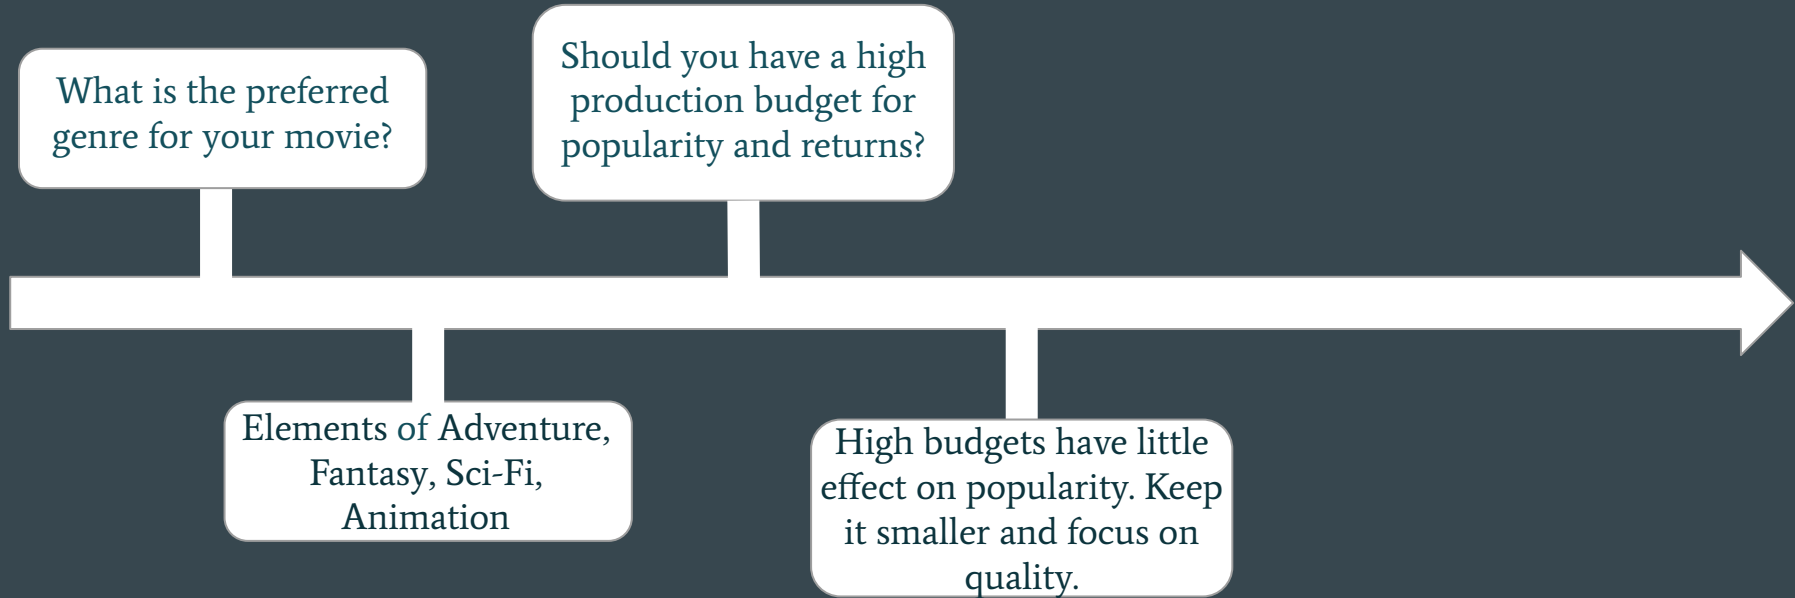 What is the preferred
genre for your movie?
Should you have a high
production budget for
popularity and returns?
Elements of Adventure,
Fantasy, Sci-Fi,
Animation
High budgets have little
effect on popularity. Keep
it smaller and focus on
quality.